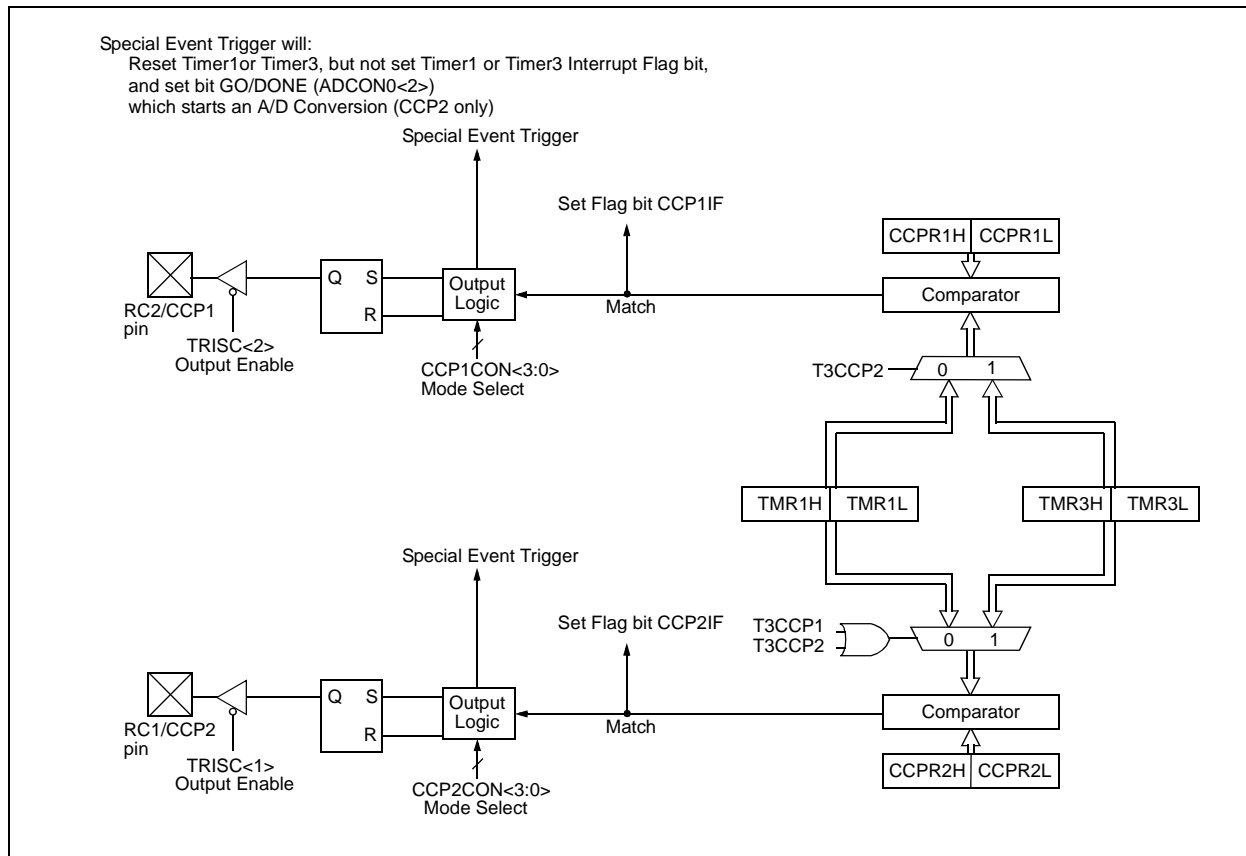 Special Event Trigger will:
Reset Timer1or Timer3, but not set Timer1 or Timer3 Interrupt Flag bit,
and set bit GO/DONE (ADCON0<2>)
which starts an A/D Conversion (CCP2 only)
Special Event Trigger
Set Flag bit CCP1IF
CCPR1H CCPR1L
Q S
R
Output
Logic
Comparator
Match
RC2/CCP1
pin
TRISC<2>
Output Enable
CCP1CON<3:0>
Mode Select
T3CCP2
0 1
TMR1H TMR1L
TMR3H TMR3L
Special Event Trigger
Set Flag bit CCP2IF
T3CCP1
T3CCP2
0 1
Q S
R
Output
Logic
Comparator
Match
RC1/CCP2
pin
TRISC<1>
Output Enable
CCP2CON<3:0>
Mode Select
CCPR2H CCPR2L